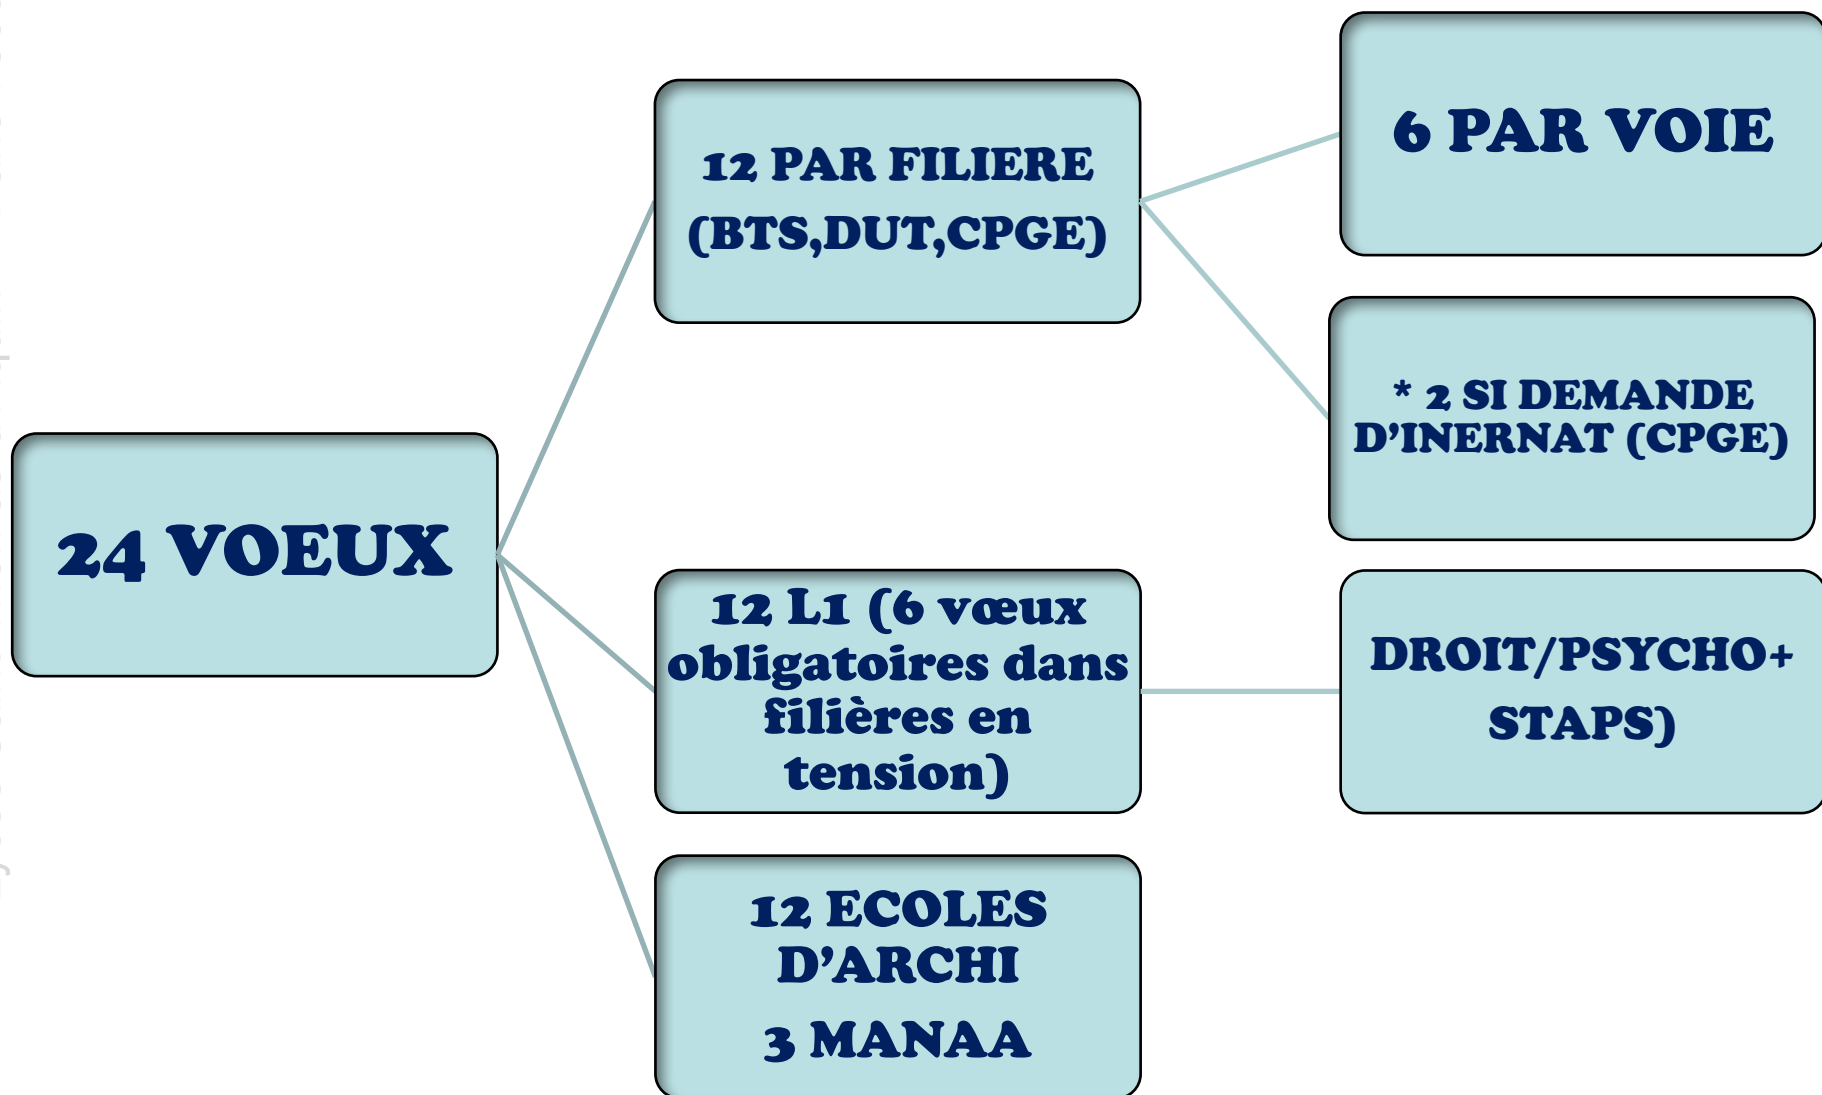 24 VOEUX
12 PAR FILIERE
(BTS,DUT,CPGE)
6 PAR VOIE
* 2 SI DEMANDE
D’INERNAT (CPGE)
12 L1 (6 vœux
obligatoires dans
filières en
tension)
DROIT/PSYCHO+
STAPS)
12 ECOLES
D’ARCHI
3 MANAA